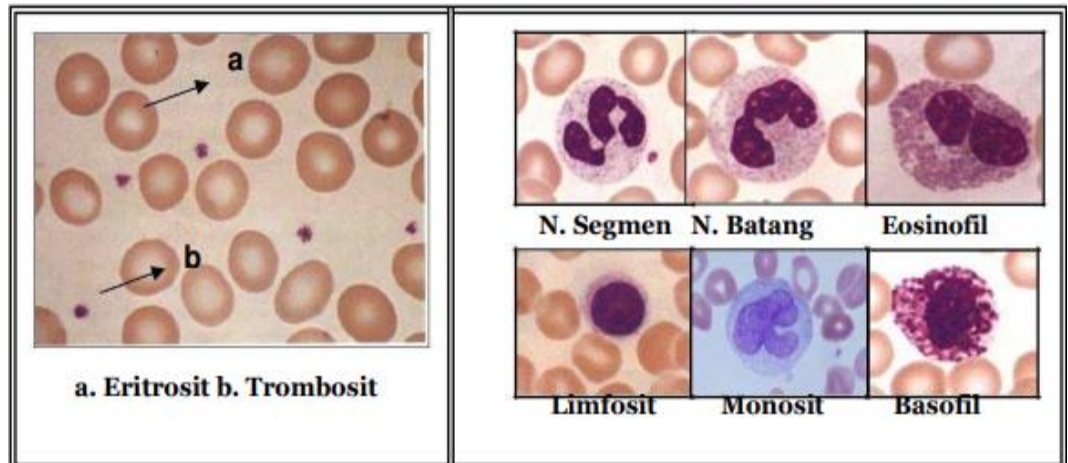 a
b
a. Eritrosit b. Trombosit
N. Segmen N. Batang Eosinofil
Limfosit Monosit Basofil